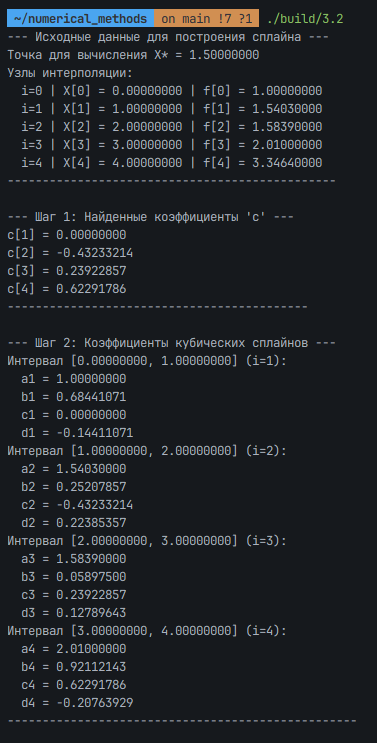 ~/numerical_methods on main !7 ?1 ./build/3.2
--- Исходные данные для построения сплайна ---
Точка для вычисления X* = 1.50000000
Узлы интерполяции:
i=0 | X[0] = 0.00000000 | f[0] = 1.00000000
i=1 | X[1] = 1.00000000 | f[1] = 1.54030000
i=2 | X[2] = 2.00000000 | f[2] = 1.58390000
i=3 | X[3] = 3.00000000 | f[3] = 2.01000000
i=4 | X[4] = 4.00000000 | f[4] = 3.34640000
-----------------------------------------------
--- Шаг 1: Найденные коэффициенты 'c' ---
c[1] = 0.00000000
c[2] = -0.43233214
c[3] = 0.23922857
c[4] = 0.62291786
-------------------------------------------
--- Шаг 2: Коэффициенты кубических сплайнов ---
Интервал [0.00000000, 1.00000000] (i=1):
a1 = 1.00000000
b1 = 0.68441071
c1 = 0.00000000
d1 = -0.14411071
Интервал [1.00000000, 2.00000000] (i=2):
a2 = 1.54030000
b2 = 0.25207857
c2 = -0.43233214
d2 = 0.22385357
Интервал [2.00000000, 3.00000000] (i=3):
a3 = 1.58390000
b3 = 0.05897500
c3 = 0.23922857
d3 = 0.12789643
Интервал [3.00000000, 4.00000000] (i=4):
a4 = 2.01000000
b4 = 0.92112143
c4 = 0.62291786
d4 = -0.20763929
--------------------------------------------------